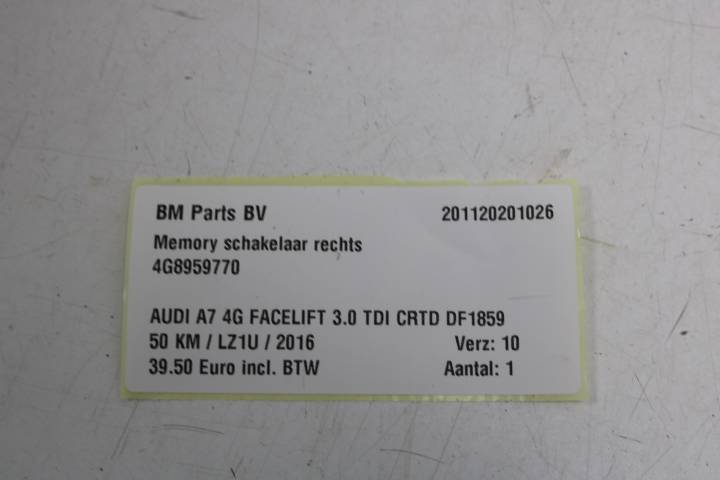 BM Parts BV 201120201026
Memory schakelaar rechts
4G8959770
AUDI A7 4G FACELIFT 3.0 TDI CRTD DF1859
50 KM / LZ1U / 2016 Verz: 10
39.50 Euro incl. BTW Aantal: 1